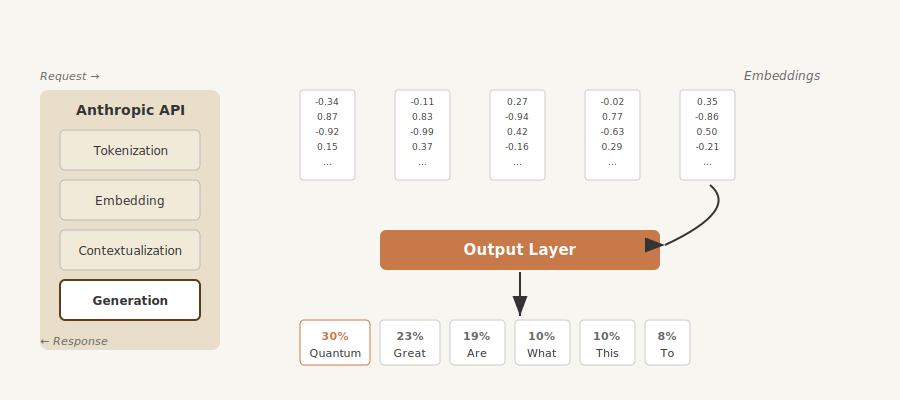 Request →
Anthropic API
Tokenization
Embedding
Contextualization
Generation
← Response
Embeddings
-0.34
0.87
-0.92
0.15
...
-0.11
0.83
-0.99
0.37
...
0.27
-0.94
0.42
-0.16
...
-0.02
0.77
-0.63
0.29
...
0.35
-0.86
0.50
-0.21
...
Output Layer
30%
Quantum
23%
Great
19%
Are
10%
What
10%
This
8%
To